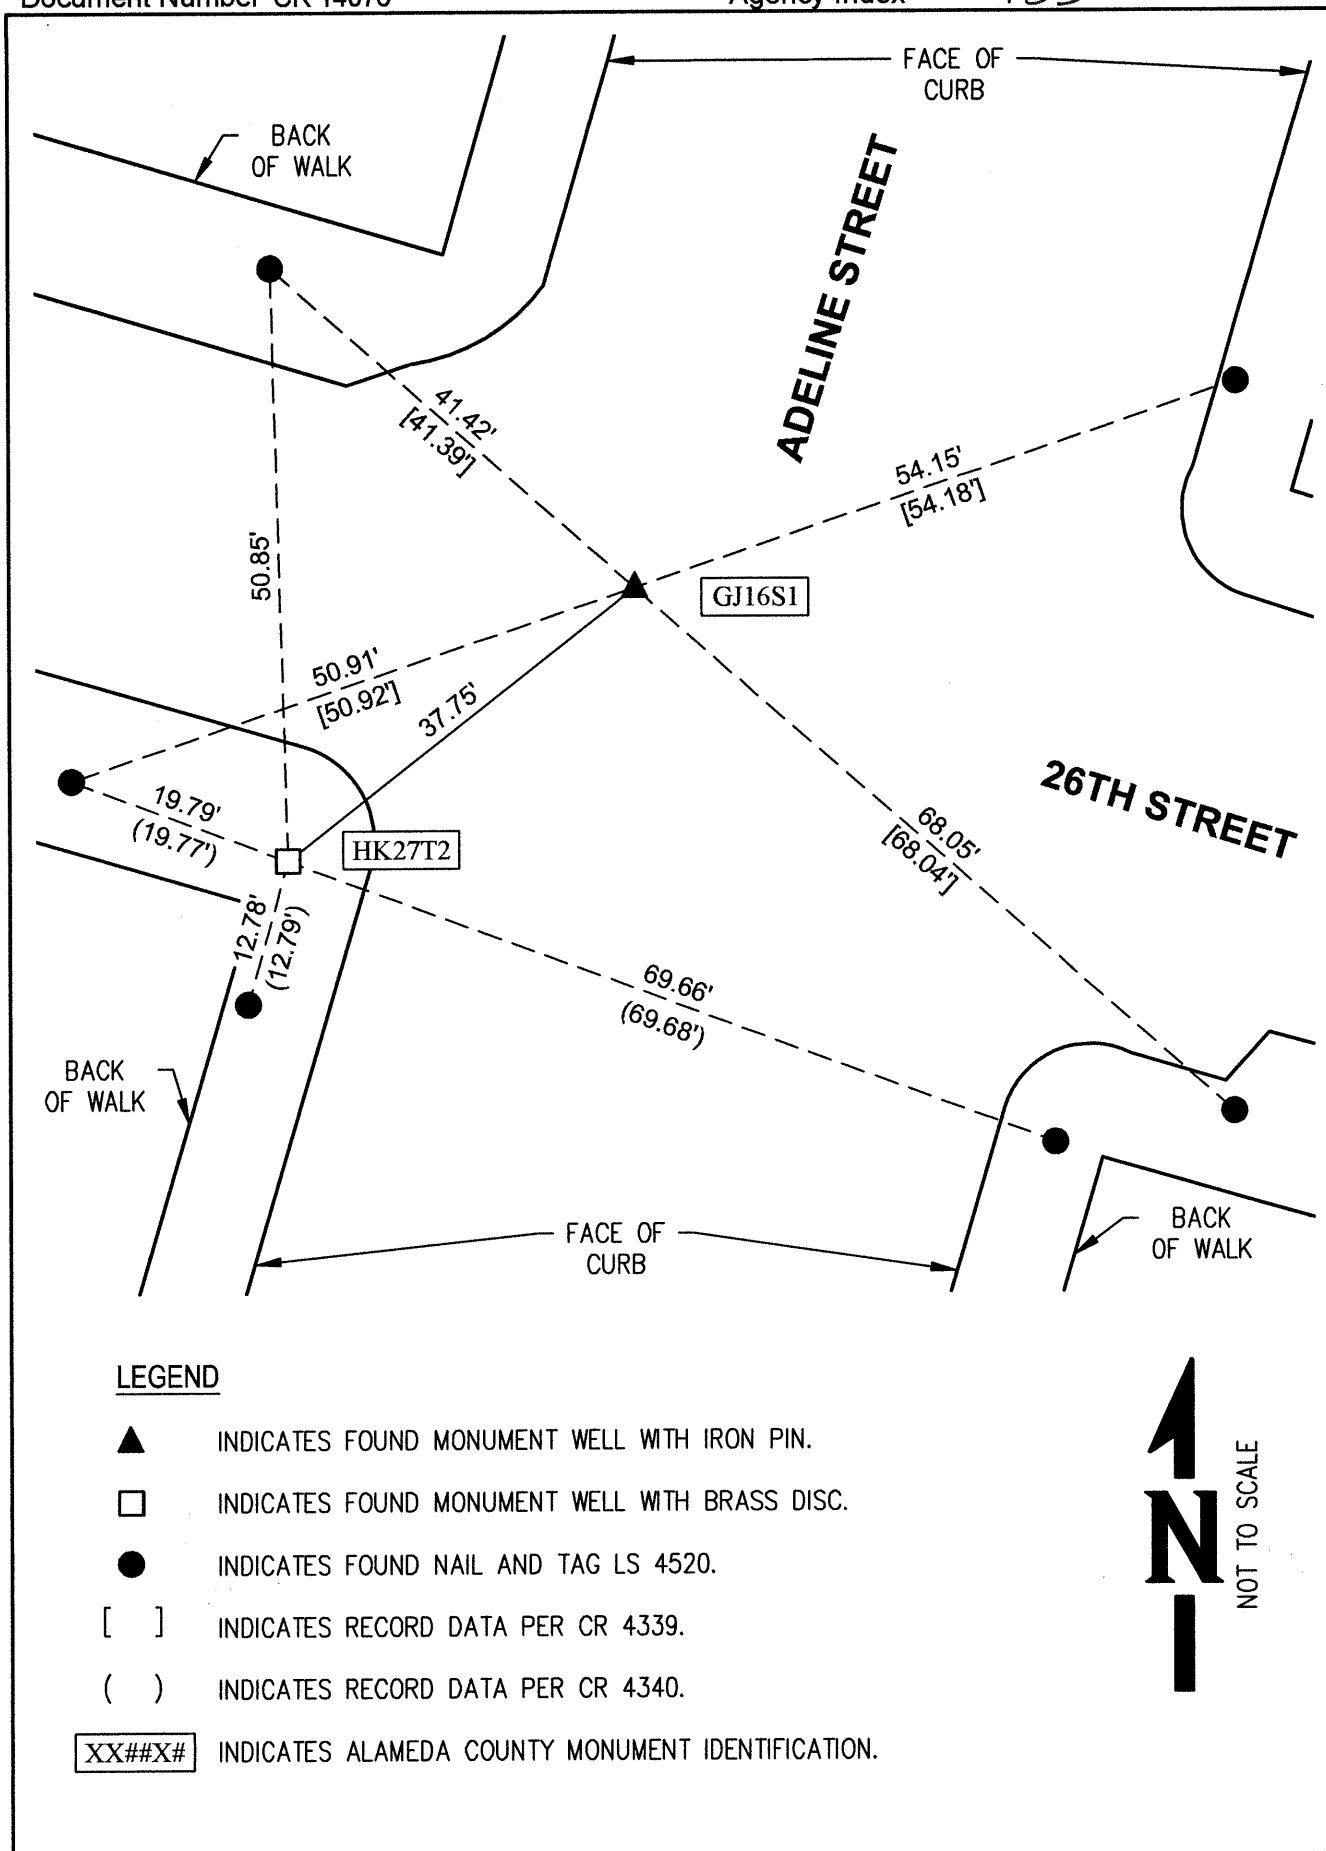 FACE OF
CURB
BACK
OF WALK
ADELINE STREET
41.42'
[41.39']
54.15'
[54.18']
50.85'
GJ16S1
50.91'
[50.92']
37.75'
26TH STREET
19.79'
(19.77')
HK27T2
68.05'
[68.04']
12.78'
(12.79')
69.66'
(69.68')
BACK
OF WALK
FACE OF
CURB
BACK
OF WALK
LEGEND
INDICATES FOUND MONUMENT WELL WITH IRON PIN.
INDICATES FOUND MONUMENT WELL WITH BRASS DISC.
INDICATES FOUND NAIL AND TAG LS 4520.
[ ] INDICATES RECORD DATA PER CR 4339.
( ) INDICATES RECORD DATA PER CR 4340.
XX##X# INDICATES ALAMEDA COUNTY MONUMENT IDENTIFICATION.
N
NOT TO SCALE